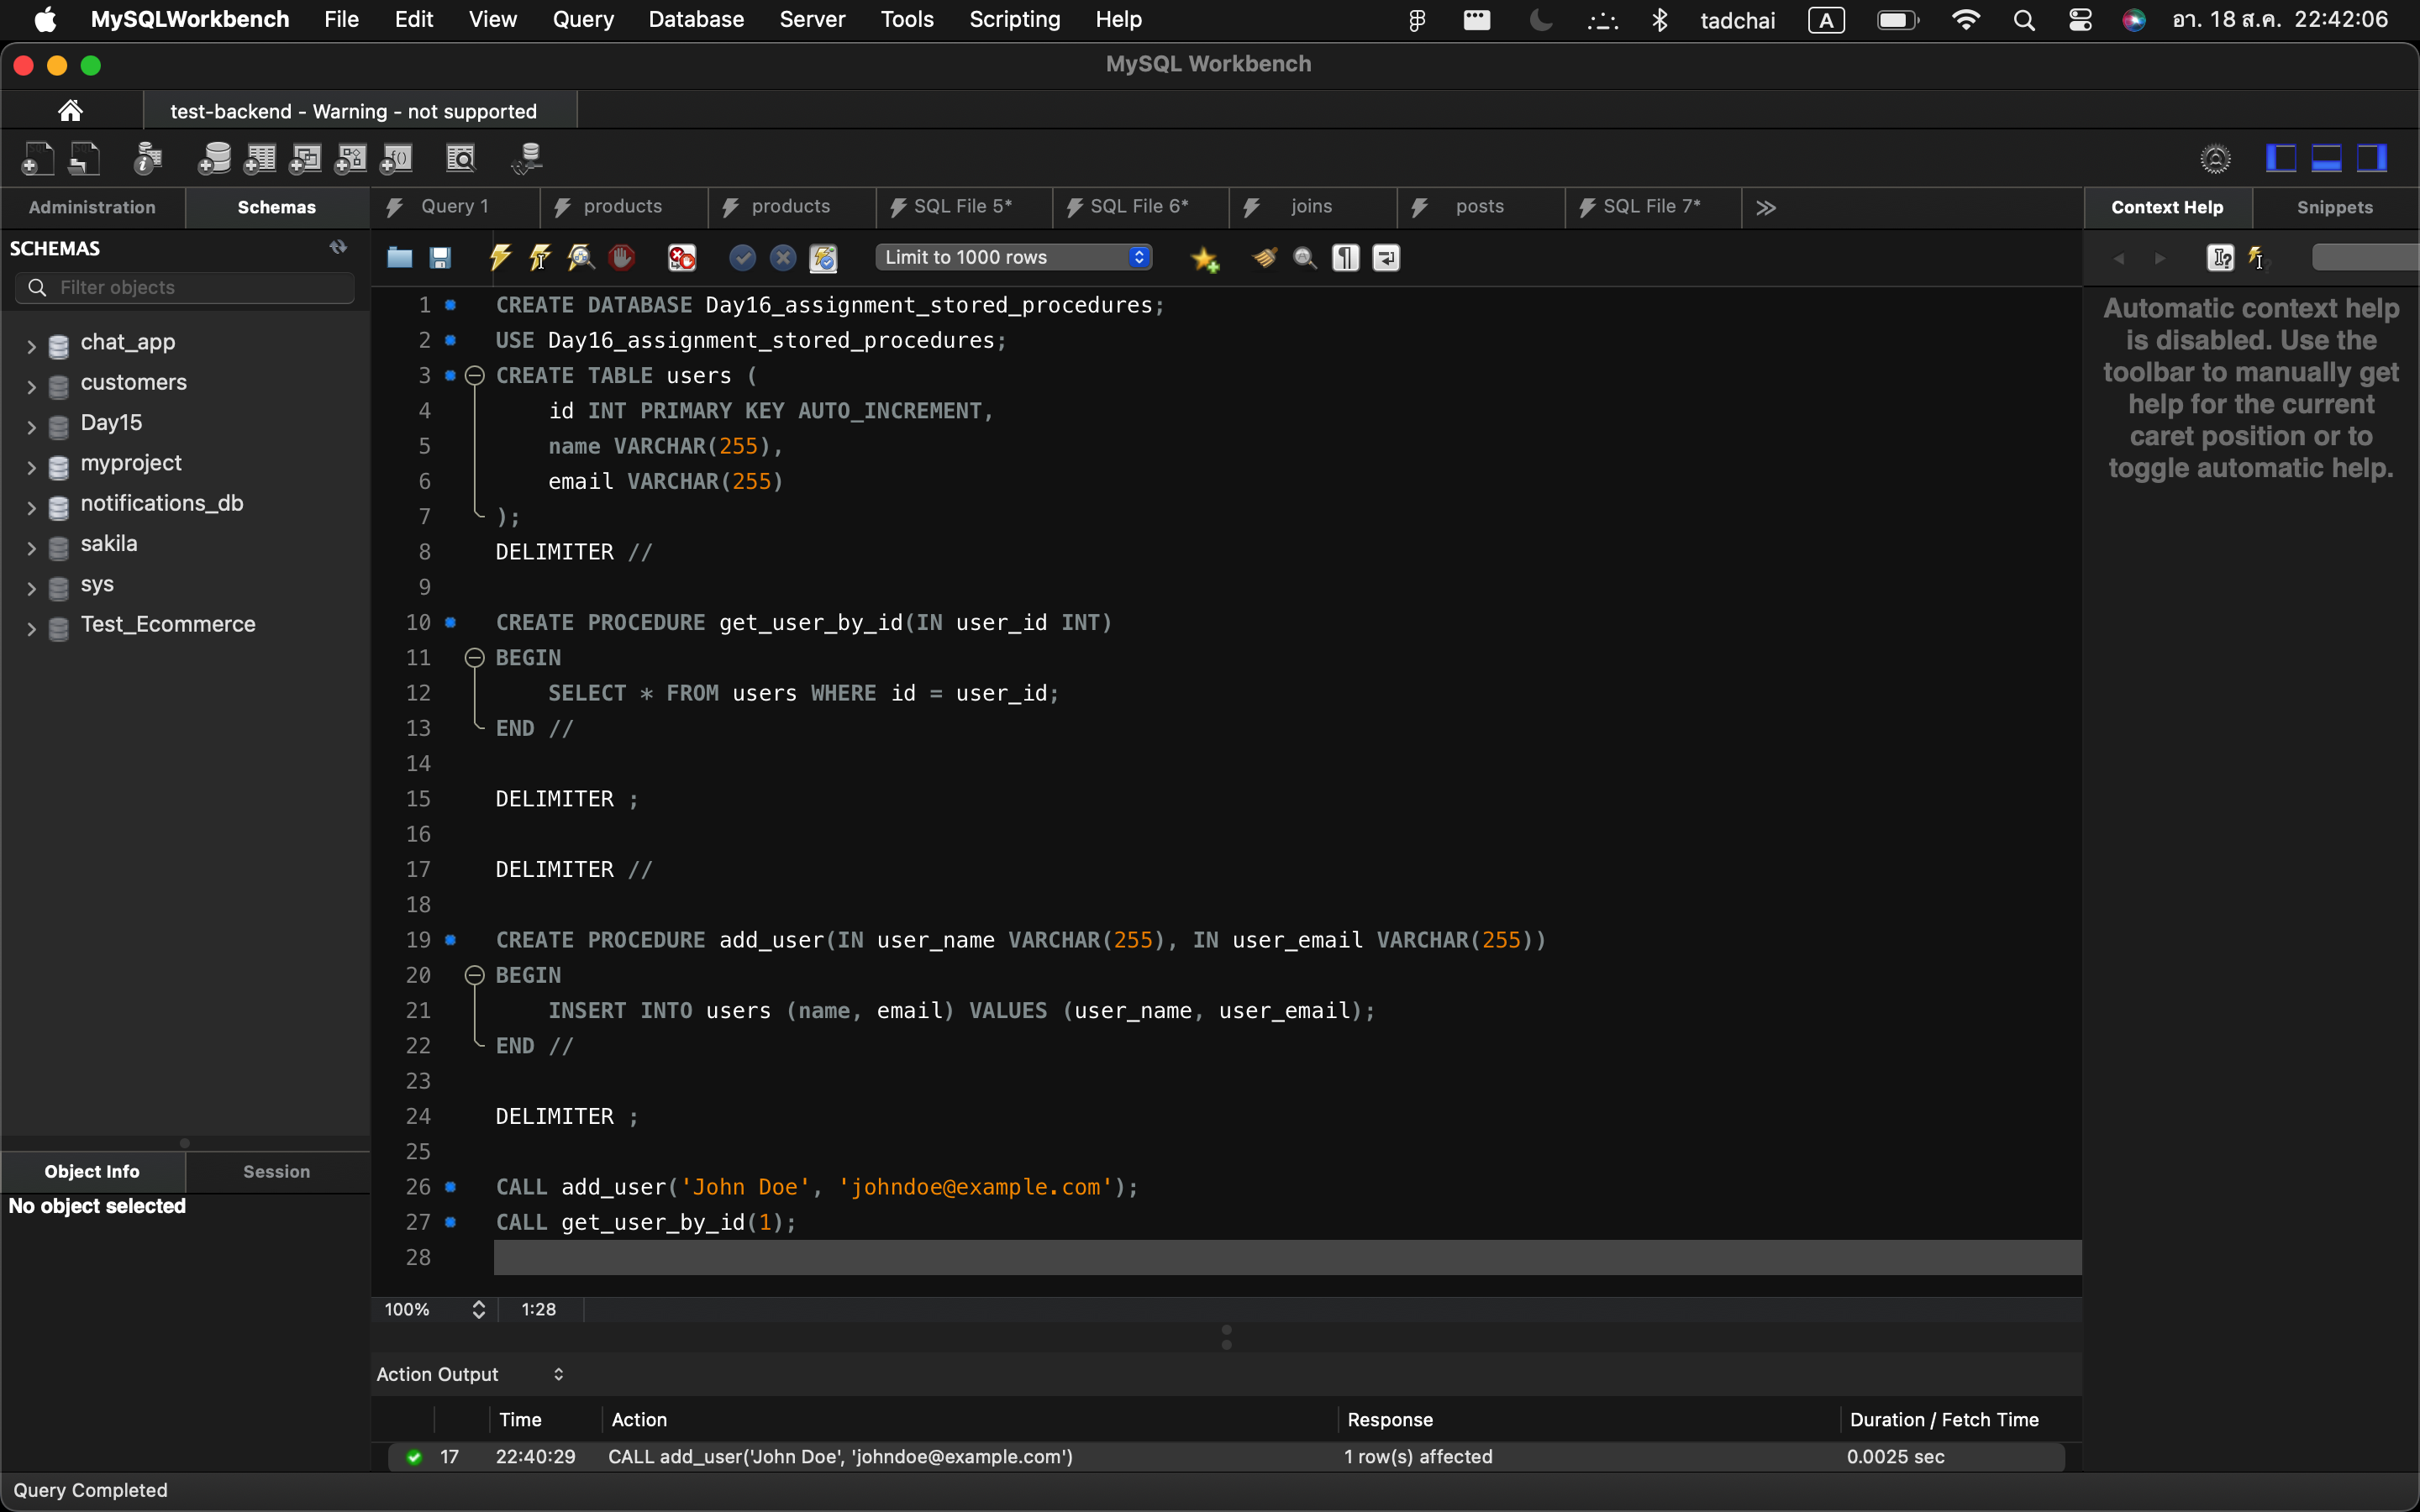 MySQLWorkbench File Edit View Query Database Server Tools Scripting Help tadchai A อา. 18 ส.ค. 22:42:06
MySQL Workbench
test-backend - Warning - not supported
Administration Schemas
Query 1 products products SQL File 5* SQL File 6* joins posts SQL File 7*
Context Help Snippets
SCHEMAS
Filter objects
chat_app
customers
Day15
myproject
notifications_db
sakila
sys
Test_Ecommerce
Object Info Session
No object selected
Limit to 1000 rows
1 CREATE DATABASE Day16_assignment_stored_procedures;
2 USE Day16_assignment_stored_procedures;
3 CREATE TABLE users (
4 id INT PRIMARY KEY AUTO_INCREMENT,
5 name VARCHAR(255),
6 email VARCHAR(255)
7 );
8 DELIMITER //
9
10 CREATE PROCEDURE get_user_by_id(IN user_id INT)
11 BEGIN
12 SELECT * FROM users WHERE id = user_id;
13 END //
14
15 DELIMITER ;
16
17 DELIMITER //
18
19 CREATE PROCEDURE add_user(IN user_name VARCHAR(255), IN user_email VARCHAR(255))
20 BEGIN
21 INSERT INTO users (name, email) VALUES (user_name, user_email);
22 END //
23
24 DELIMITER ;
25
26 CALL add_user('John Doe', 'johndoe@example.com');
27 CALL get_user_by_id(1);
28
100% 1:28
Action Output
Time Action Response Duration / Fetch Time
17 22:40:29 CALL add_user('John Doe', 'johndoe@example.com') 1 row(s) affected 0.0025 sec
Automatic context help
is disabled. Use the
toolbar to manually get
help for the current
caret position or to
toggle automatic help.
Query Completed